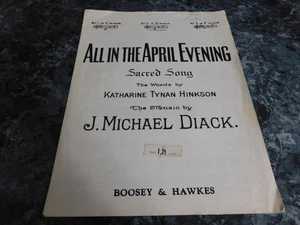 ALL IN THE APRIL EVENING
Sacred Song
The Words by
KATHARINE TYNAN HINKSON
The Music by
J. MICHAEL DIACK.
BOOSEY & HAWKES